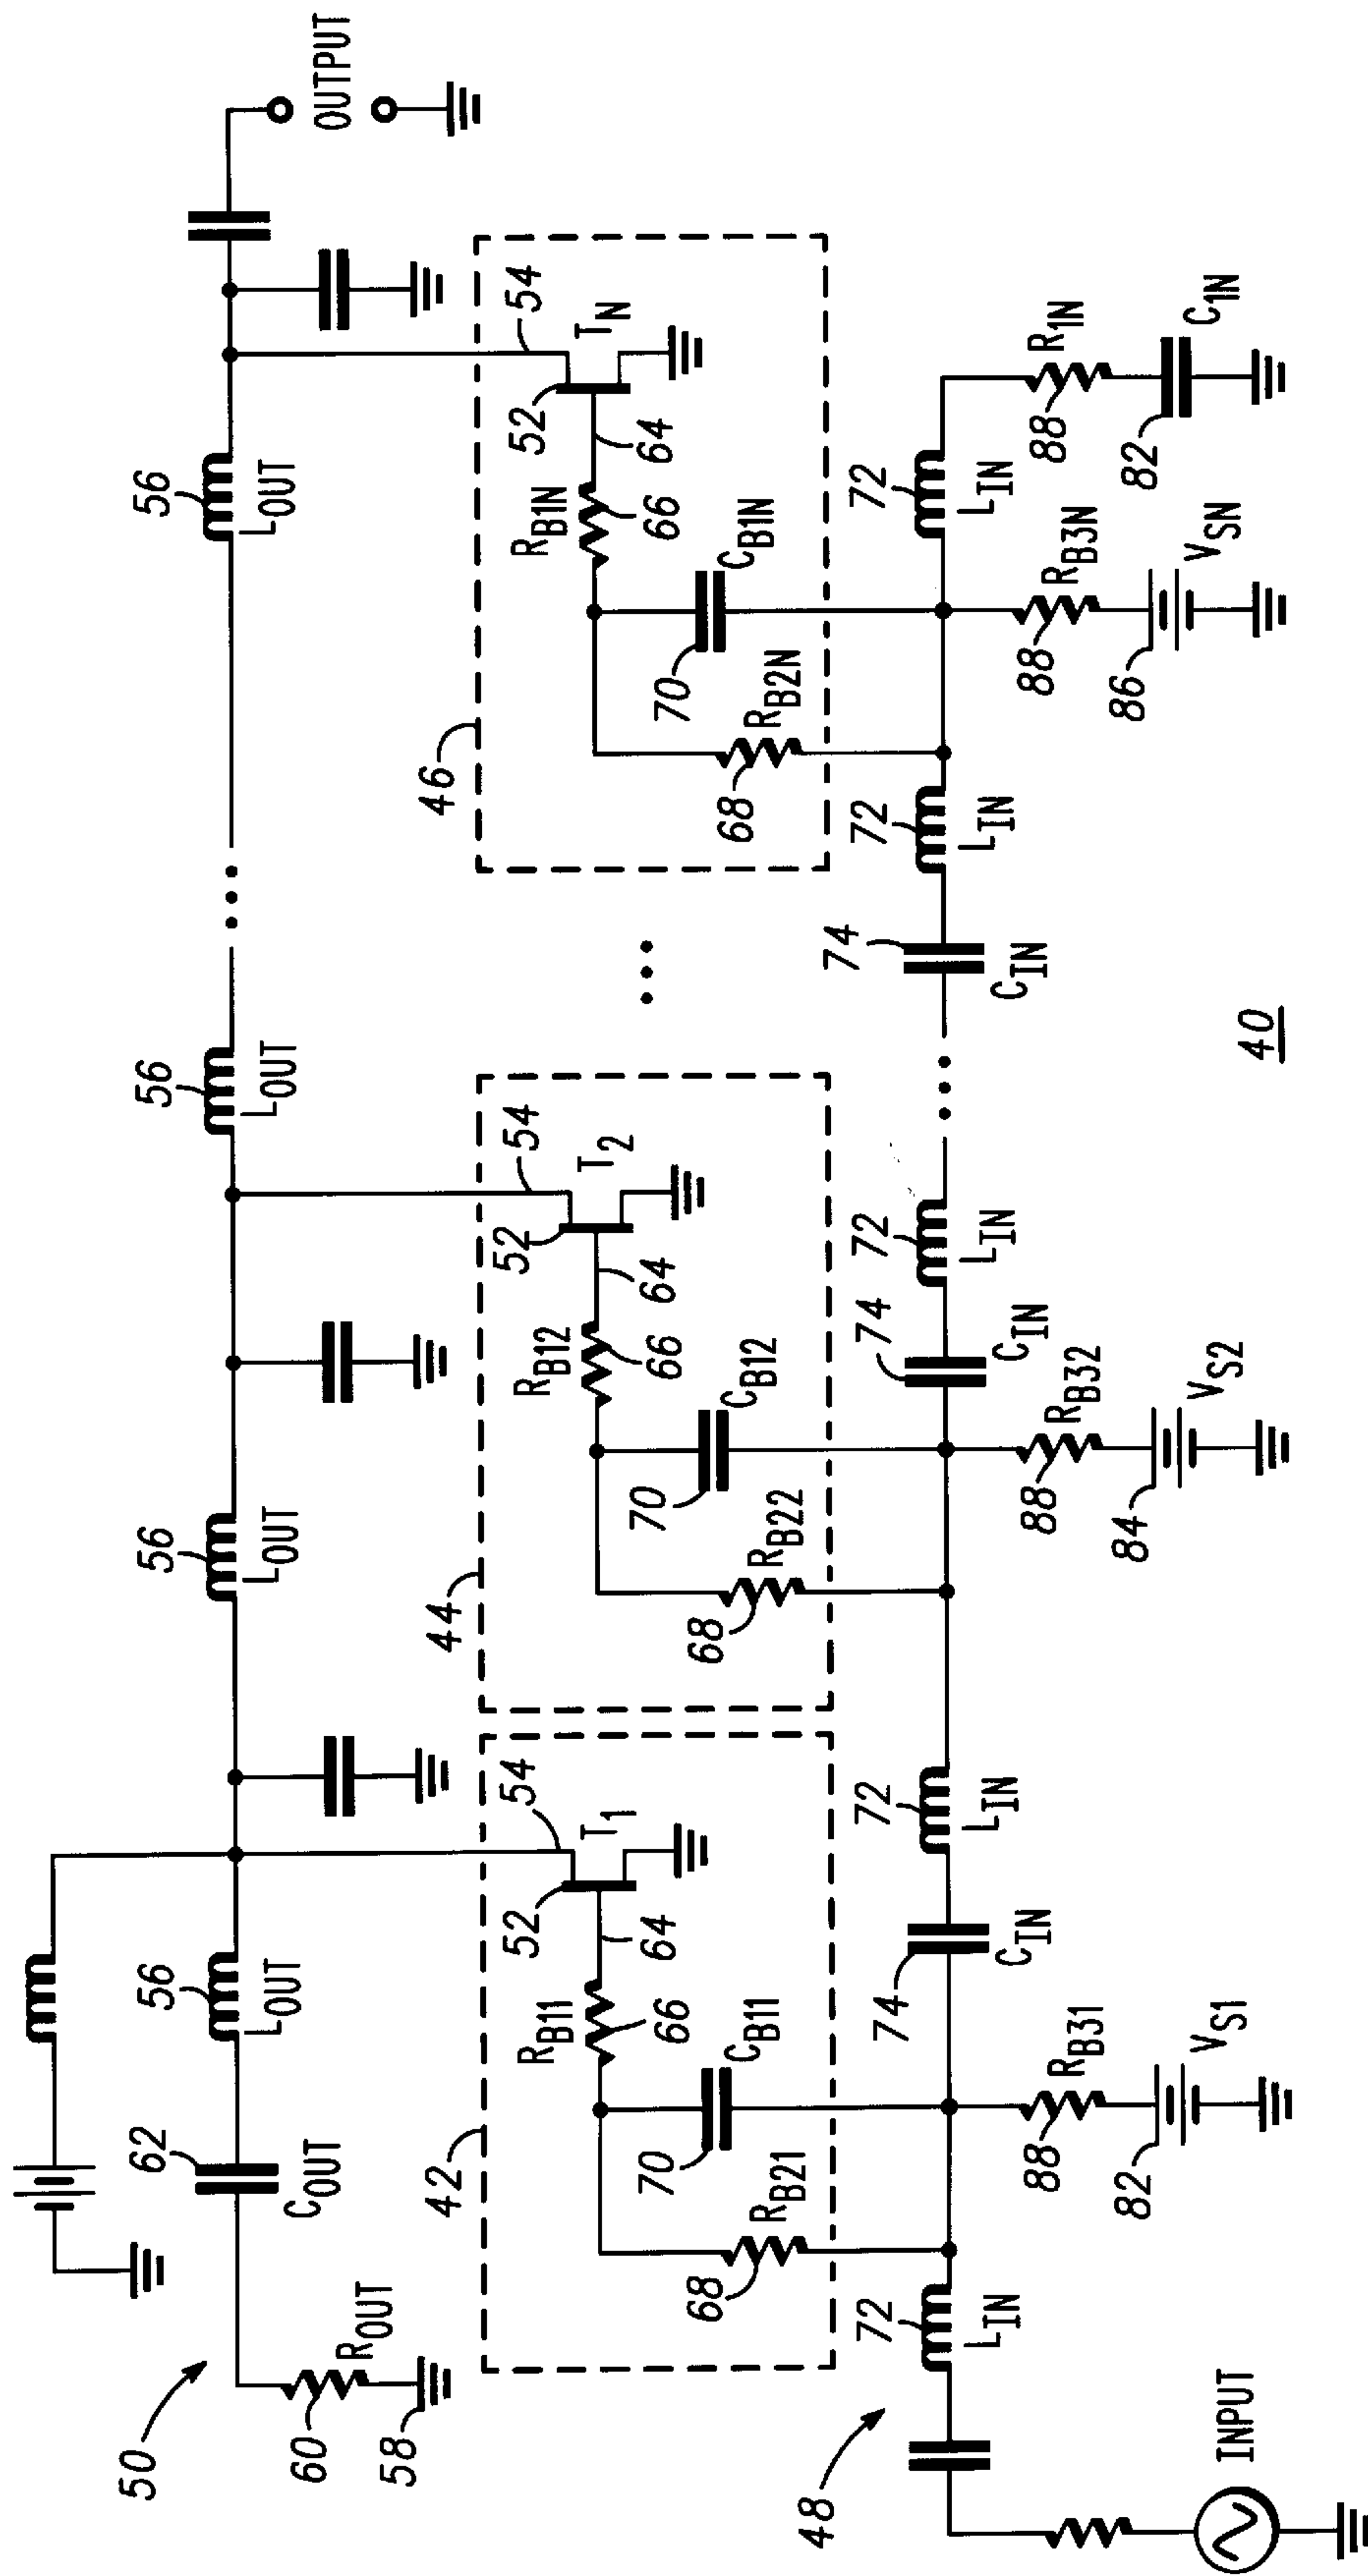 50
60
58
R_OUT
62
C_OUT
56
L_OUT
56
L_OUT
56
L_OUT
56
L_OUT
OUTPUT
42
52
54
T_1
R_B11
66
64
70
C_B11
68
R_B21
44
52
54
T_2
R_B12
66
64
70
C_B12
68
R_B22
46
52
54
T_N
R_B1N
66
64
70
C_B1N
68
R_B2N
48
INPUT
72
L_IN
88
R_B31
82
V_S1
74
C_IN
72
L_IN
88
R_B32
84
V_S2
74
C_IN
72
L_IN
74
C_IN
72
L_IN
88
R_B3N
86
V_SN
72
L_IN
88
R_1N
82
C_1N
40